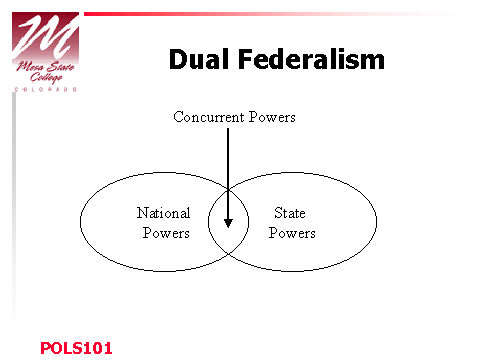 M
Mesa State
College
COLORADO
Dual Federalism
Concurrent Powers
National
Powers
State
Powers
POLS101